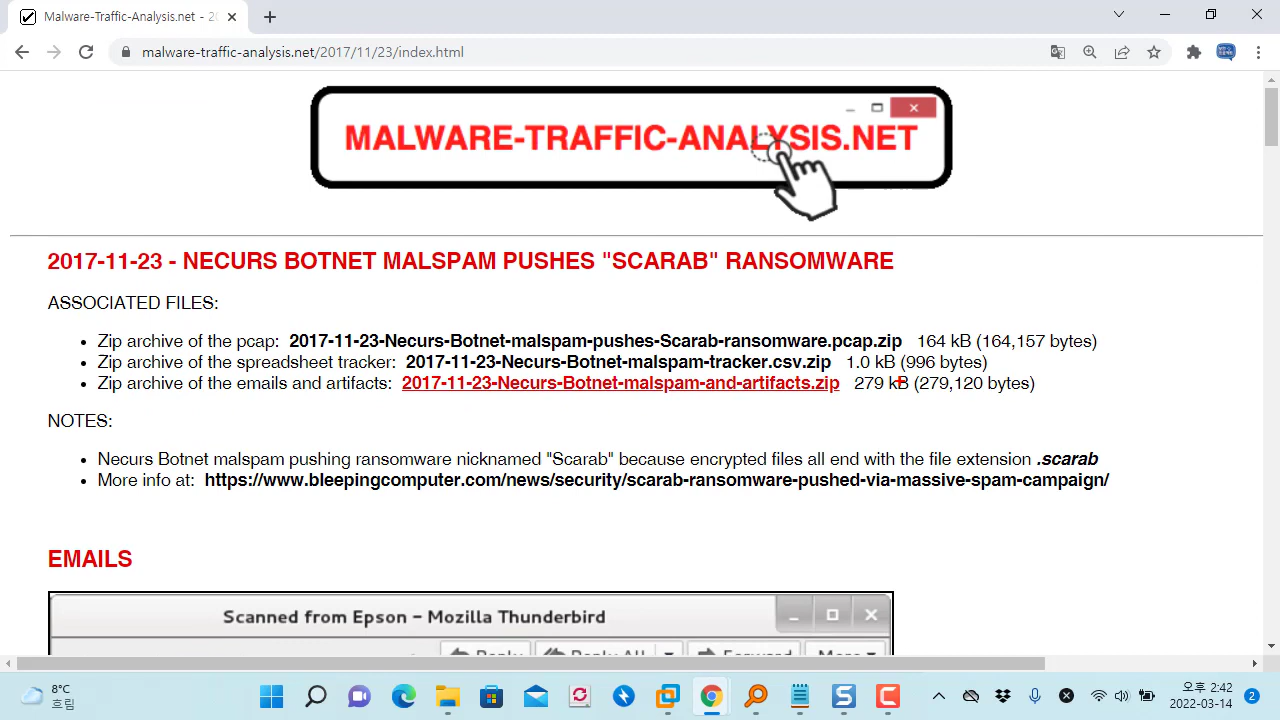 Malware-Traffic-Analysis.net - 20
malware-traffic-analysis.net/2017/11/23/index.html
MALWARE-TRAFFIC-ANALYSIS.NET
2017-11-23 - NECURS BOTNET MALSPAM PUSHES "SCARAB" RANSOMWARE
ASSOCIATED FILES:
Zip archive of the pcap: 2017-11-23-Necurs-Botnet-malspam-pushes-Scarab-ransomware.pcap.zip 164 kB (164,157 bytes)
Zip archive of the spreadsheet tracker: 2017-11-23-Necurs-Botnet-malspam-tracker.csv.zip 1.0 kB (996 bytes)
Zip archive of the emails and artifacts: 2017-11-23-Necurs-Botnet-malspam-and-artifacts.zip 279 kB (279,120 bytes)
NOTES:
Necurs Botnet malspam pushing ransomware nicknamed "Scarab" because encrypted files all end with the file extension .scarab
More info at: https://www.bleepingcomputer.com/news/security/scarab-ransomware-pushed-via-massive-spam-campaign/
EMAILS
Scanned from Epson - Mozilla Thunderbird
Reply Reply All Forward More
8°C
흐림
오후 2:42
2022-03-14
2